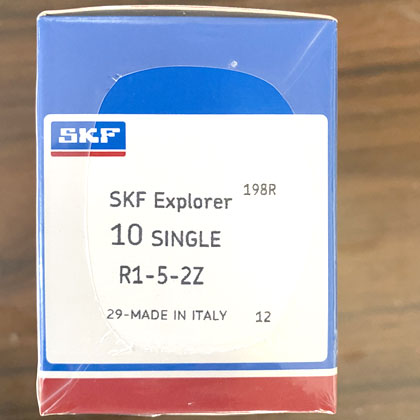 SKF
198R
SKF Explorer
10 SINGLE
R1-5-2Z
29-MADE IN ITALY 12